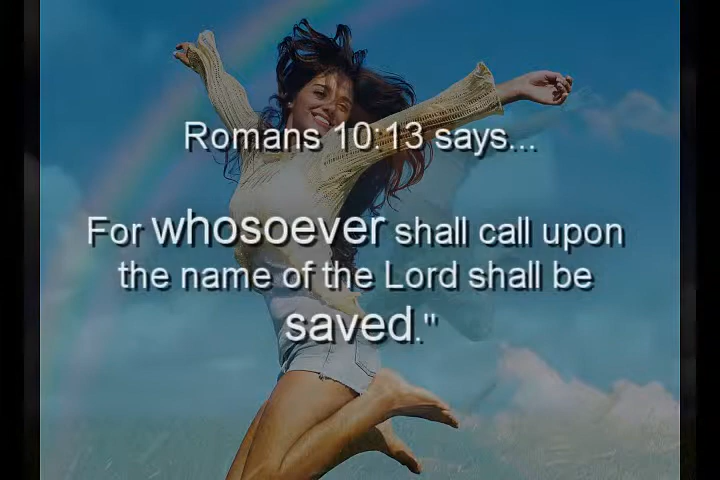 Romans 10:13 says...
For whosoever shall call upon
the name of the Lord shall be
saved."